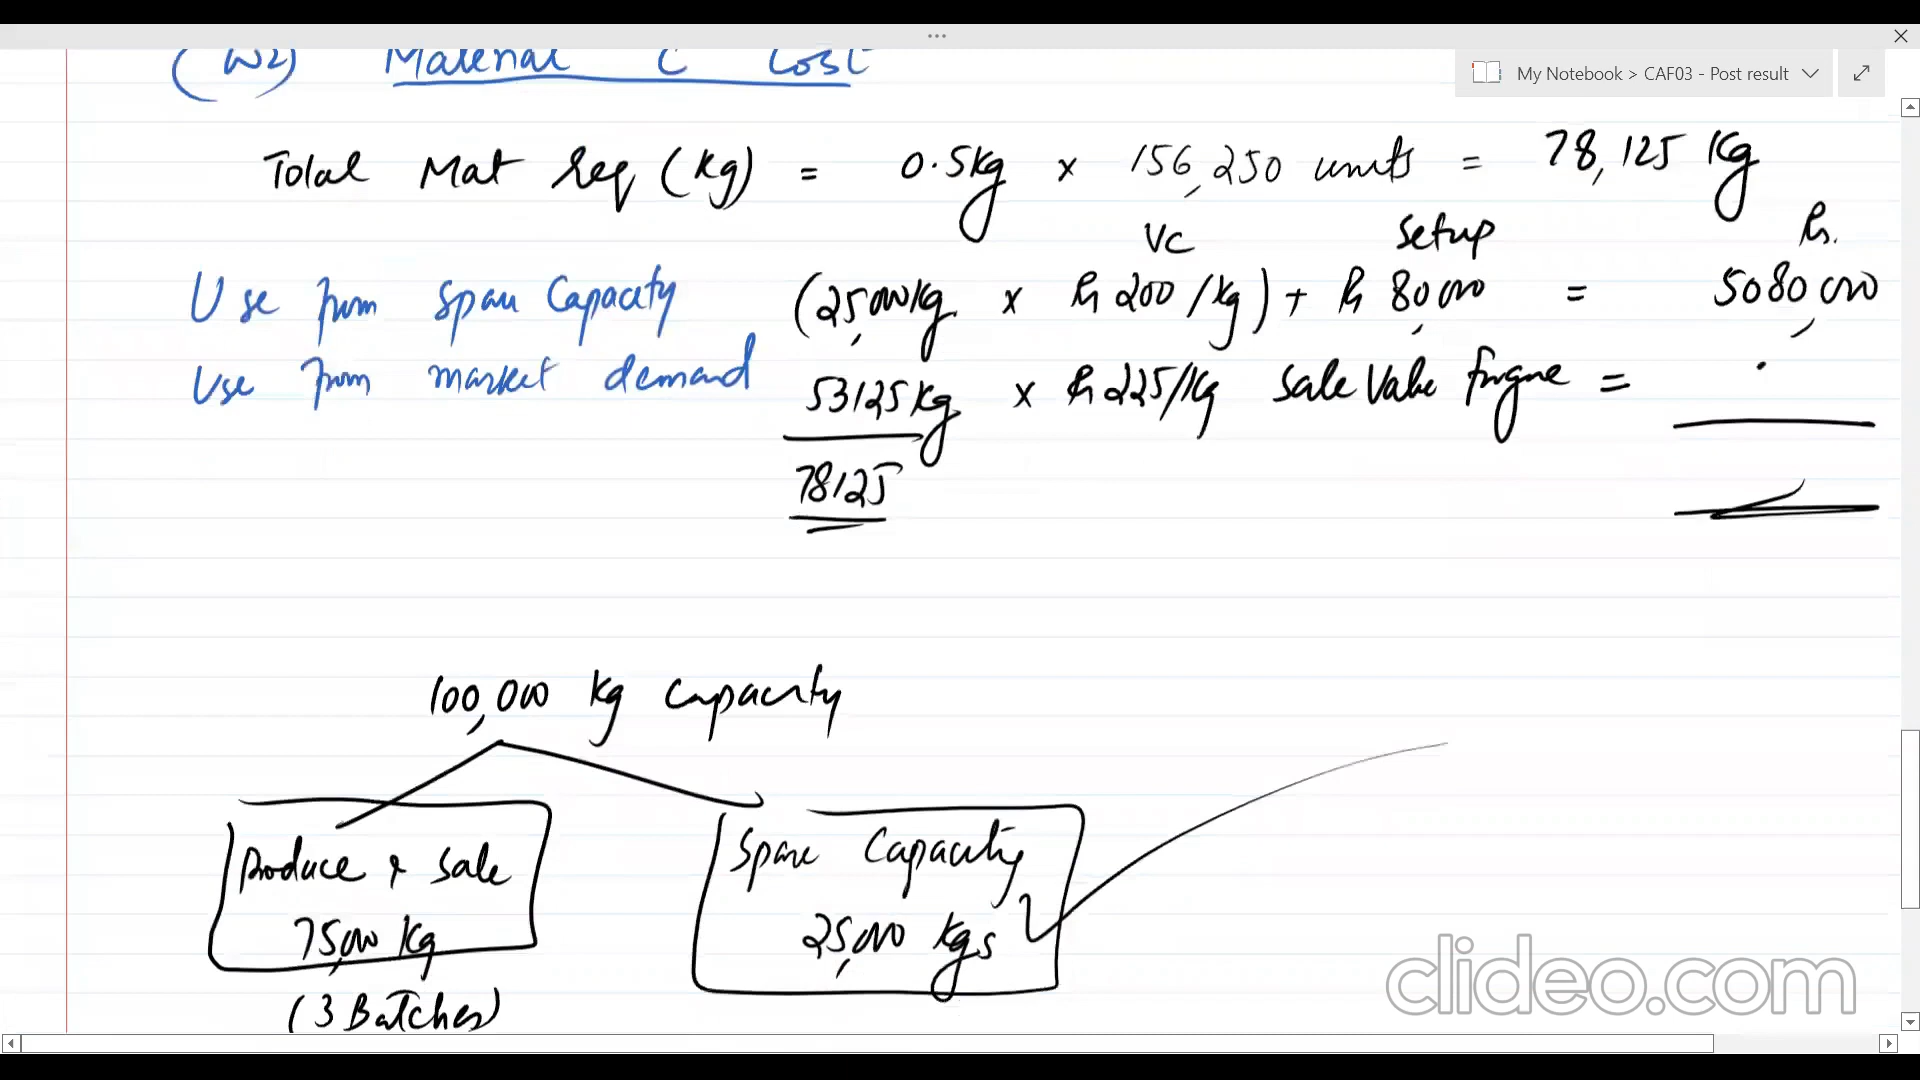 (W2) Material C Cost
My Notebook > CAF03 - Post result
Total Mat Req (Kg) = 0.5kg x 156,250 units = 78,125 Kg
VC Setup Rs.
Use from Spare Capacity (25,000kg x Rs 200/kg) + Rs 80,000 = 5080,000
Use from market demand 53125 kg x Rs 225/kg Sale Value forgone =
78125
100,000 kg Capacity
Produce & Sale
75,000 Kg
(3 Batches)
Spare Capacity
25,000 kgs
clideo.com